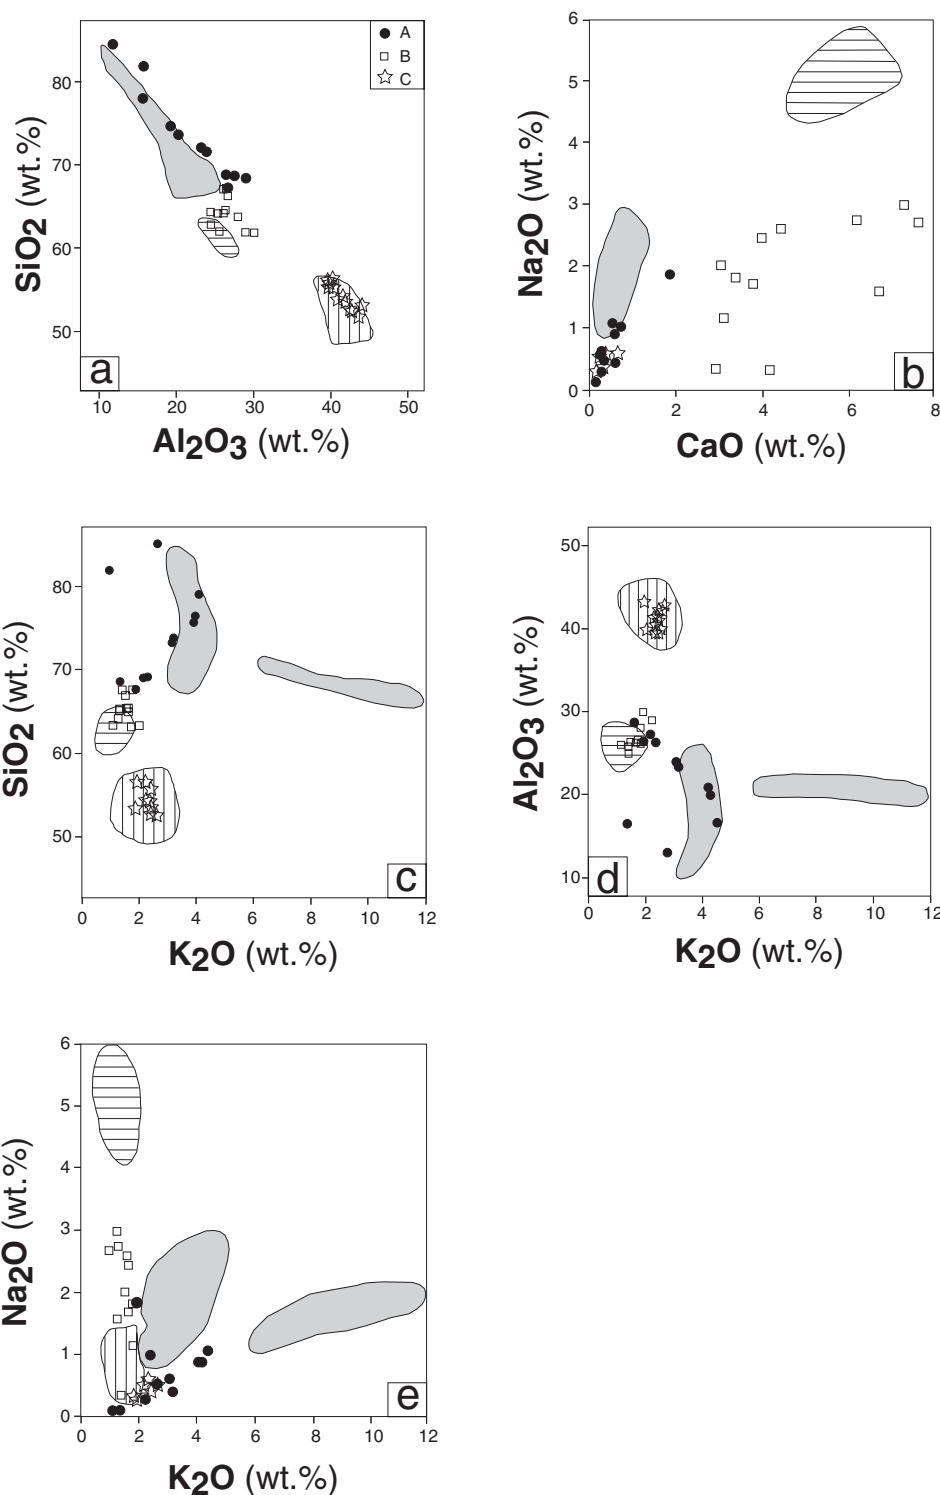 A
B
C
80
70
60
50
SiO2 (wt.%)
a
10 20 30 40 50
Al2O3 (wt.%)
6
5
4
3
2
1
0
Na2O (wt.%)
b
0 2 4 6 8
CaO (wt.%)
80
70
60
50
SiO2 (wt.%)
c
0 2 4 6 8 10 12
K2O (wt.%)
50
40
30
20
10
Al2O3 (wt.%)
d
0 2 4 6 8 10 12
K2O (wt.%)
6
5
4
3
2
1
0
Na2O (wt.%)
e
0 2 4 6 8 10 12
K2O (wt.%)